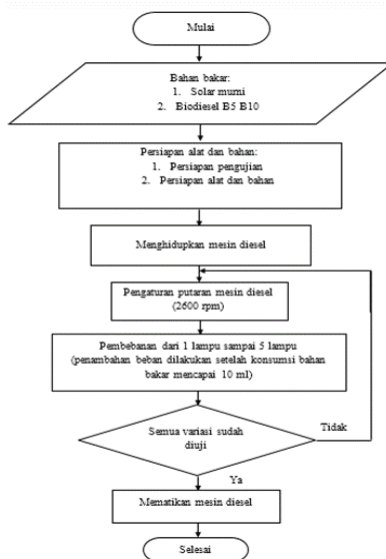 Mulai
Bahan bakar:
1. Solar murni
2. Biodiesel B5 B10
Persiapan alat dan bahan:
1. Persiapan pengujian
2. Persiapan alat dan bahan
Menghidupkan mesin diesel
Pengaturan putaran mesin diesel
(2600 rpm)
Pembebanan dari 1 lampu sampai 5 lampu
(penambahan beban dilakukan setelah konsumsi bahan
bakar mencapai 10 ml)
Semua variasi sudah
diuji
Tidak
Ya
Mematikan mesin diesel
Selesai